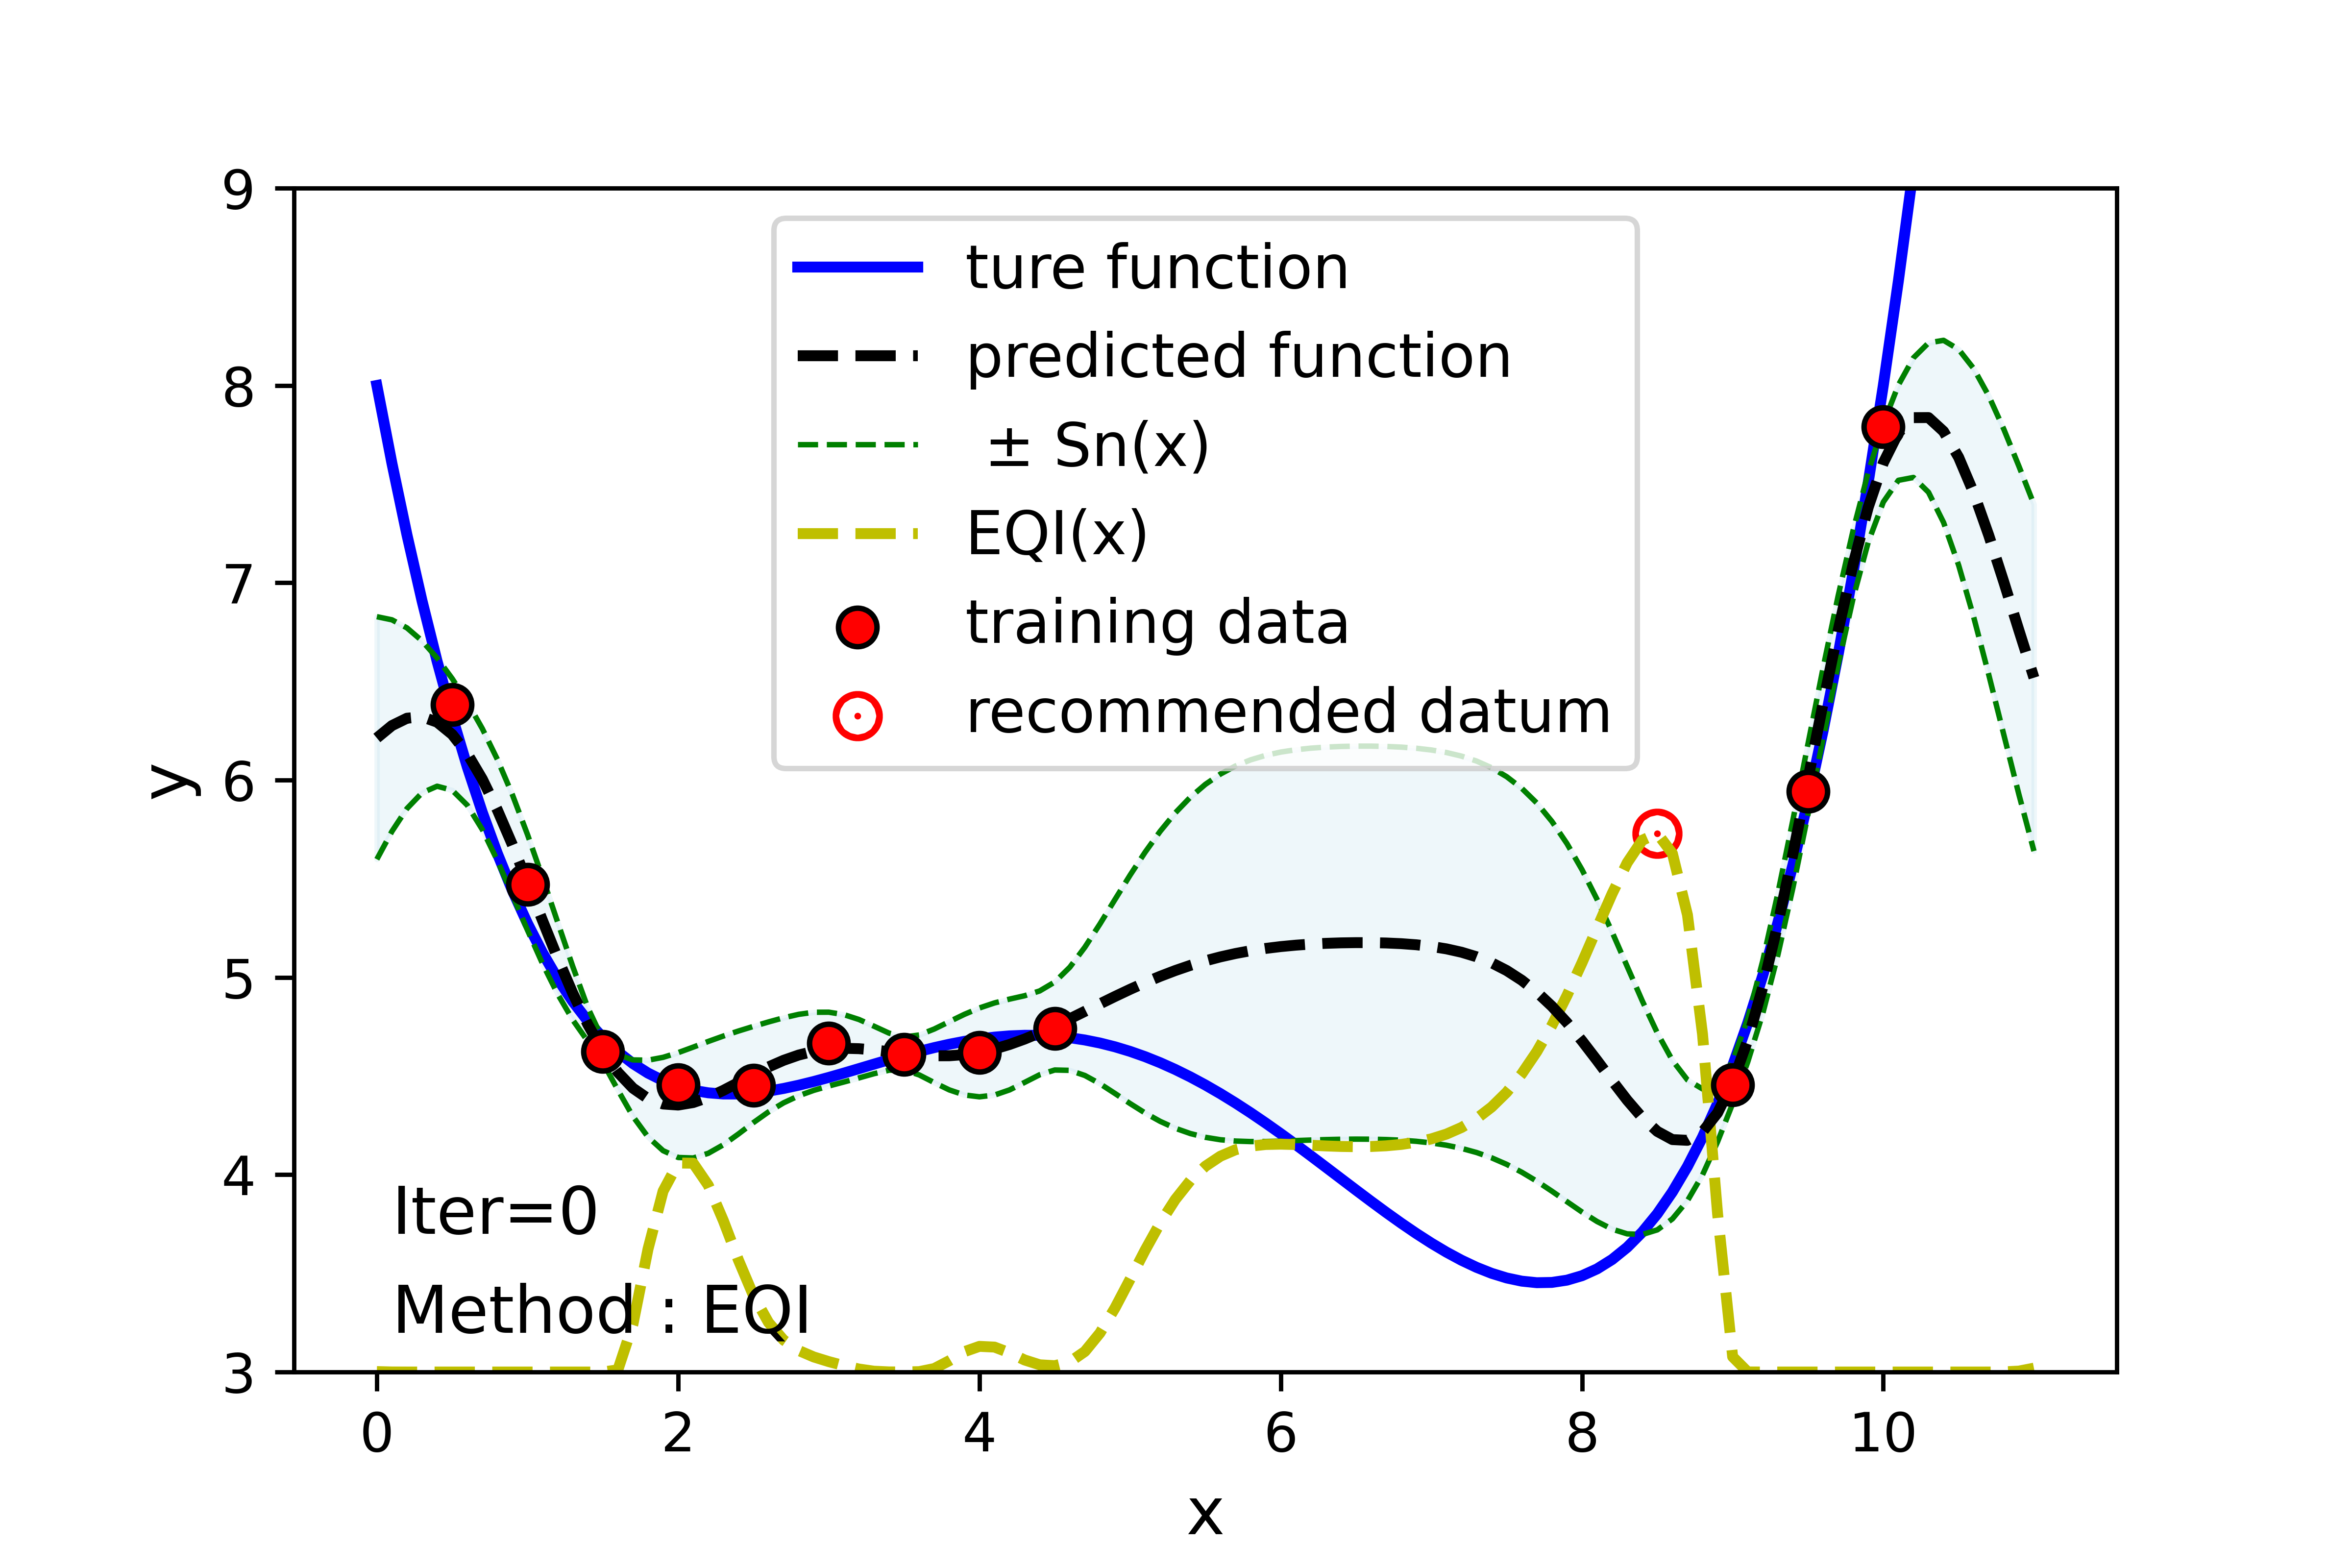 9
8
7
6
5
4
3
y
ture function
predicted function
± Sn(x)
EQI(x)
training data
recommended datum
Iter=0
Method : EQI
0 2 4 6 8 10
x